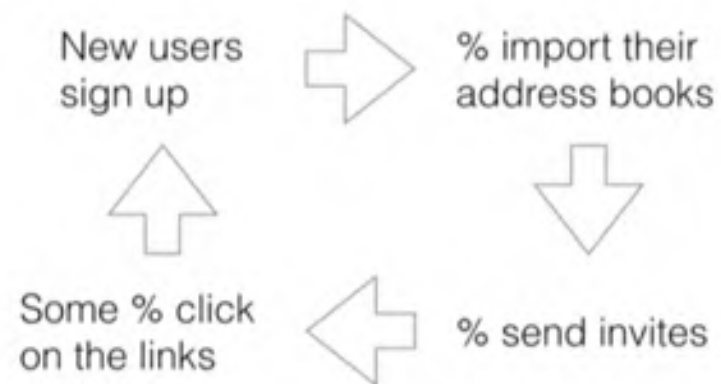 New users
sign up
% import their
address books
% send invites
Some % click
on the links